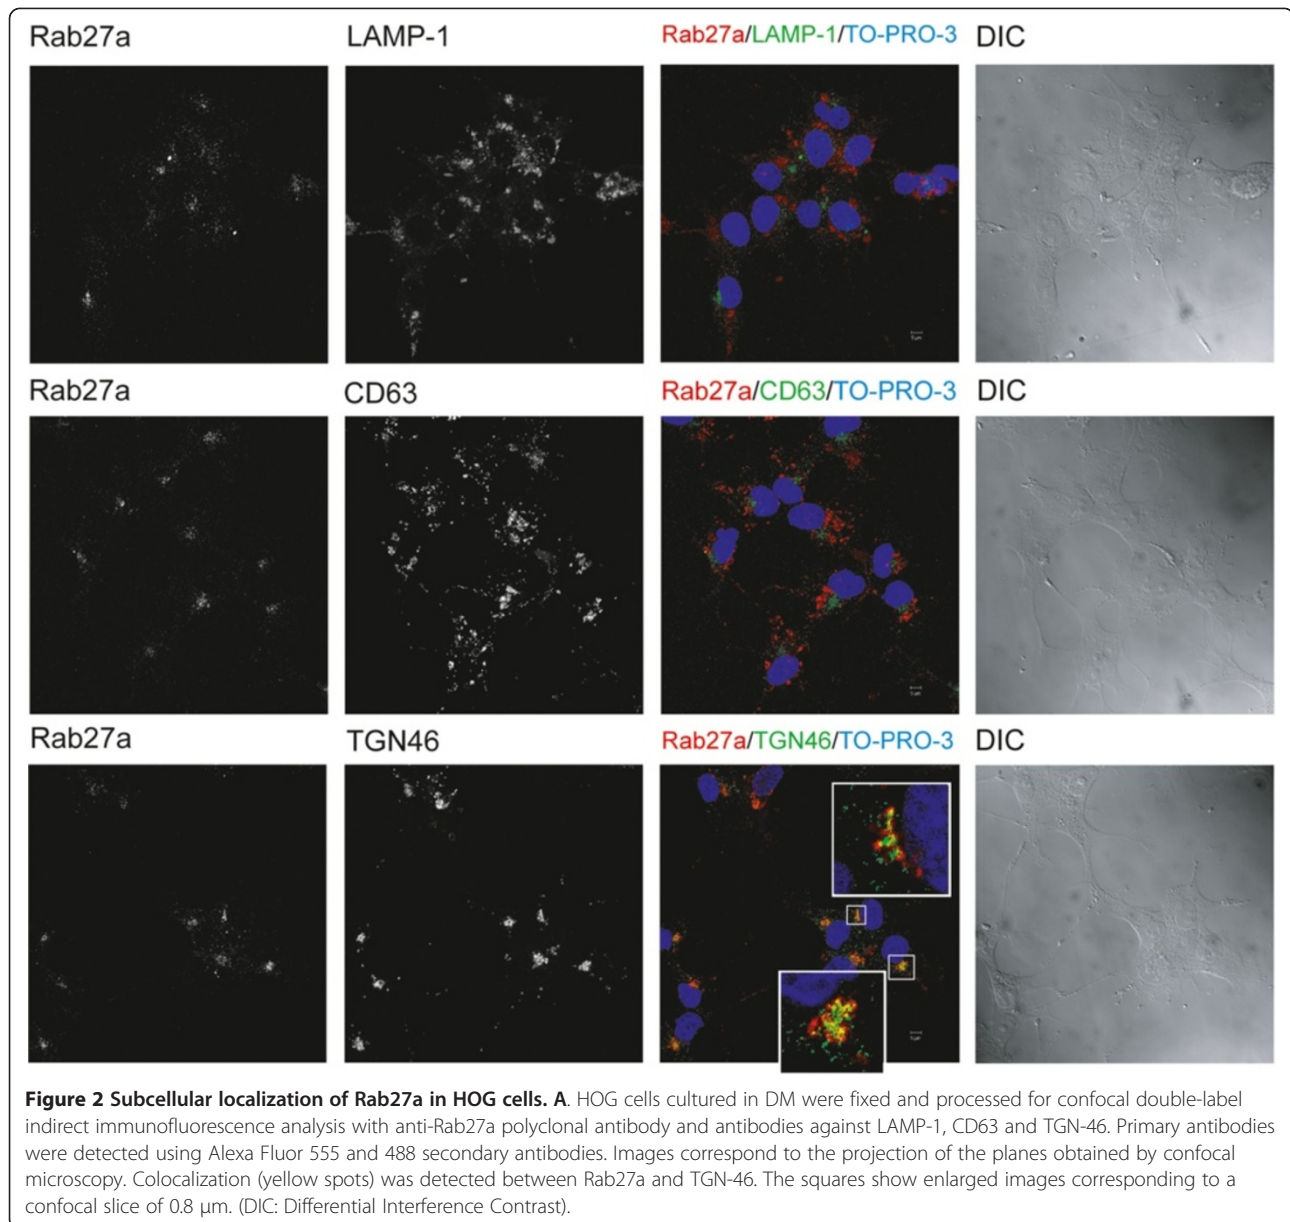 Rab27a LAMP-1 Rab27a/LAMP-1/TO-PRO-3 DIC
Rab27a CD63 Rab27a/CD63/TO-PRO-3 DIC
Rab27a TGN46 Rab27a/TGN46/TO-PRO-3 DIC
Figure 2 Subcellular localization of Rab27a in HOG cells. A. HOG cells cultured in DM were fixed and processed for confocal double-label
indirect immunofluorescence analysis with anti-Rab27a polyclonal antibody and antibodies against LAMP-1, CD63 and TGN-46. Primary antibodies
were detected using Alexa Fluor 555 and 488 secondary antibodies. Images correspond to the projection of the planes obtained by confocal
microscopy. Colocalization (yellow spots) was detected between Rab27a and TGN-46. The squares show enlarged images corresponding to a
confocal slice of 0.8 μm. (DIC: Differential Interference Contrast).